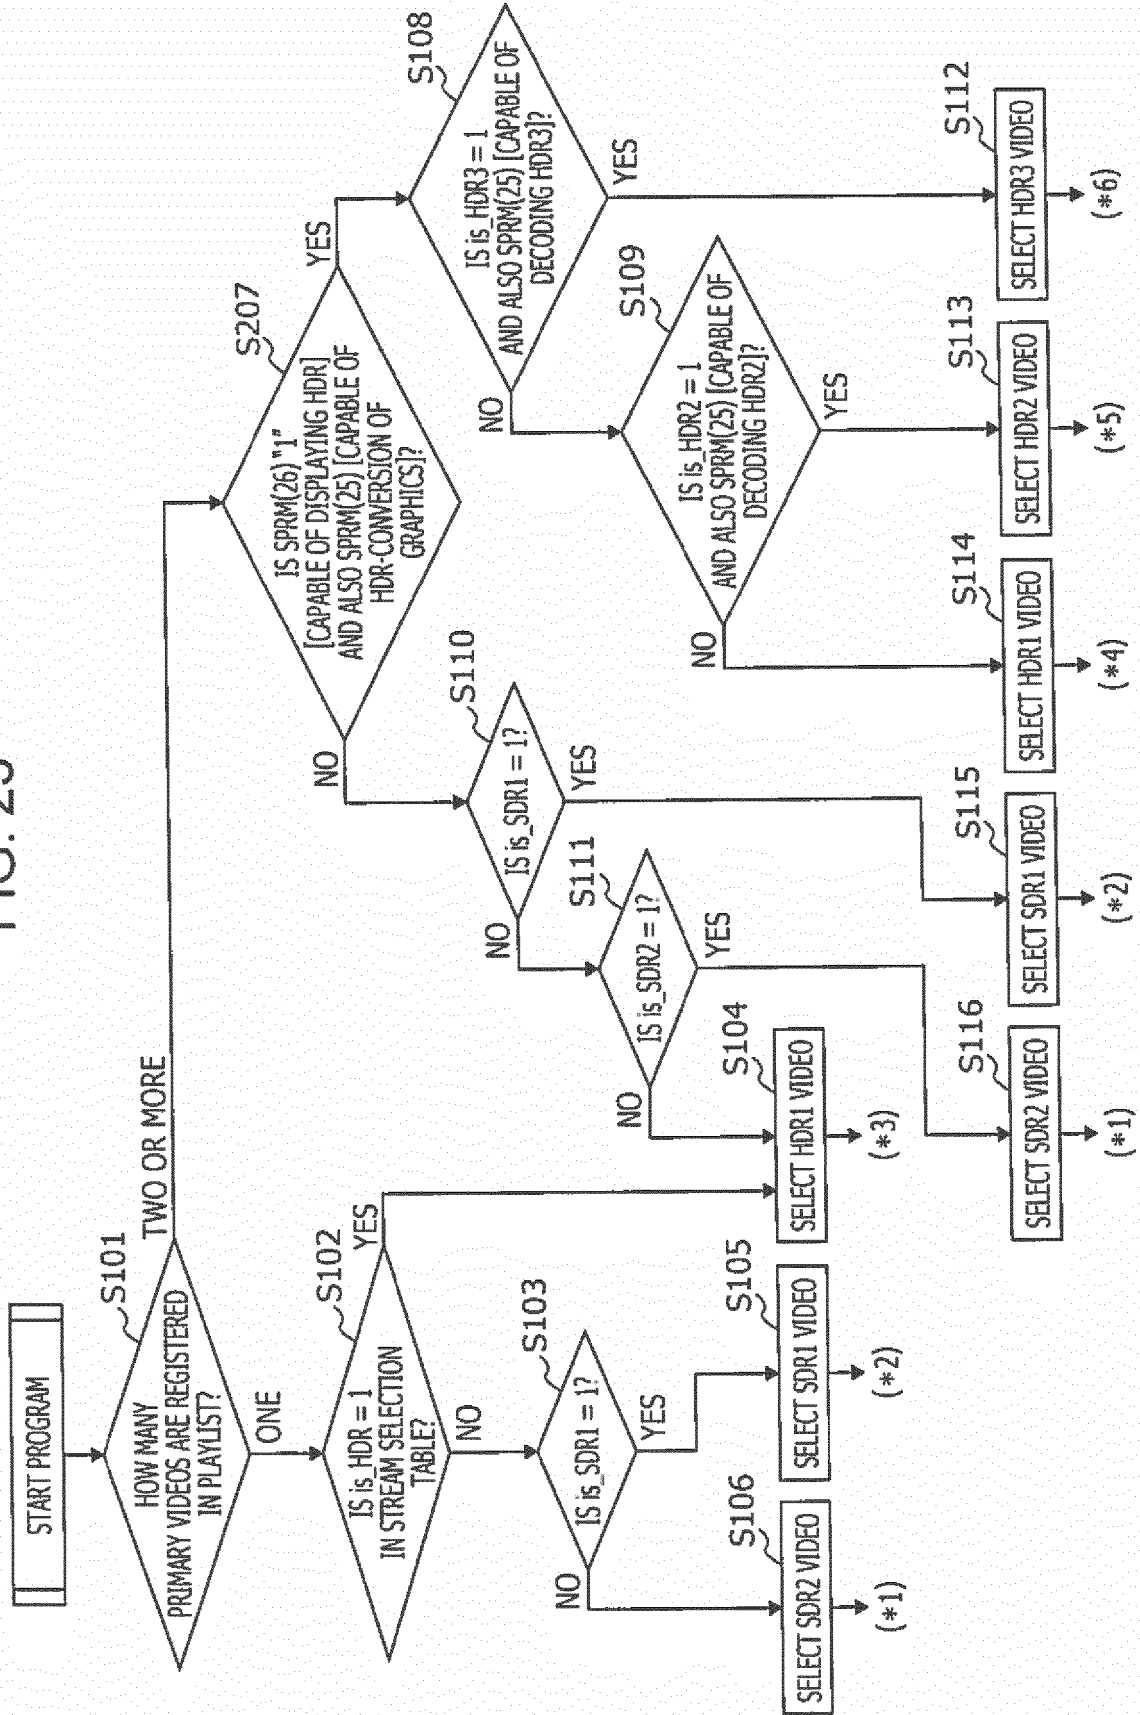 FIG. 25
START PROGRAM
S101
HOW MANY
PRIMARY VIDEOS ARE REGISTERED
IN PLAYLIST?
TWO OR MORE
ONE
S102
IS is_HDR = 1
IN STREAM SELECTION
TABLE?
YES
NO
S103
IS is_SDR1 = 1?
YES
NO
S106
SELECT SDR2 VIDEO
(*1)
S105
SELECT SDR1 VIDEO
(*2)
S104
SELECT HDR1 VIDEO
(*3)
S207
IS SPRM(26) "1"
[CAPABLE OF DISPLAYING HDR]
AND ALSO SPRM(25) [CAPABLE OF
HDR-CONVERSION OF
GRAPHICS]?
YES
NO
S110
IS is_SDR1 = 1?
YES
NO
S111
IS is_SDR2 = 1?
YES
NO
S108
IS is_HDR3 = 1
AND ALSO SPRM(25) [CAPABLE OF
DECODING HDR3]?
YES
NO
S109
IS is_HDR2 = 1
AND ALSO SPRM(25) [CAPABLE OF
DECODING HDR2]?
YES
NO
S116
SELECT SDR2 VIDEO
(*1)
S115
SELECT SDR1 VIDEO
(*2)
S114
SELECT HDR1 VIDEO
(*4)
S113
SELECT HDR2 VIDEO
(*5)
S112
SELECT HDR3 VIDEO
(*6)